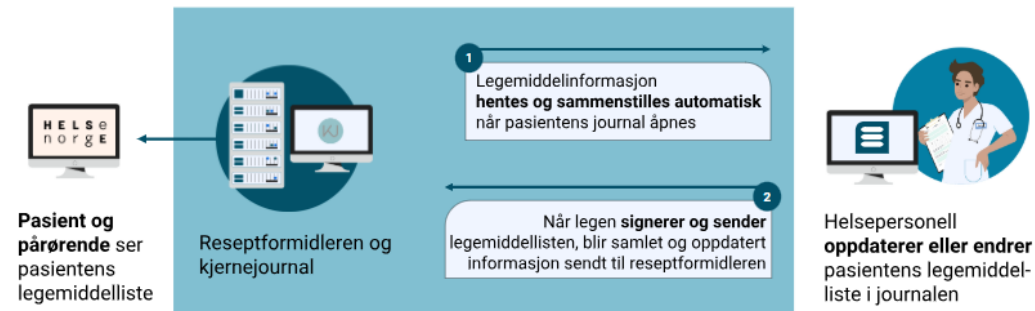 HELSe
norgE
Pasient og
pårørende ser
pasientens
legemiddelliste
KJ
Reseptformidleren og
kjernejournal
1
Legemiddelinformasjon
hentes og sammenstilles automatisk
når pasientens journal åpnes
2
Når legen signerer og sender
legemiddellisten, blir samlet og oppdatert
informasjon sendt til reseptformidleren
Helsepersonell
oppdaterer eller endrer
pasientens legemiddel-
liste i journalen